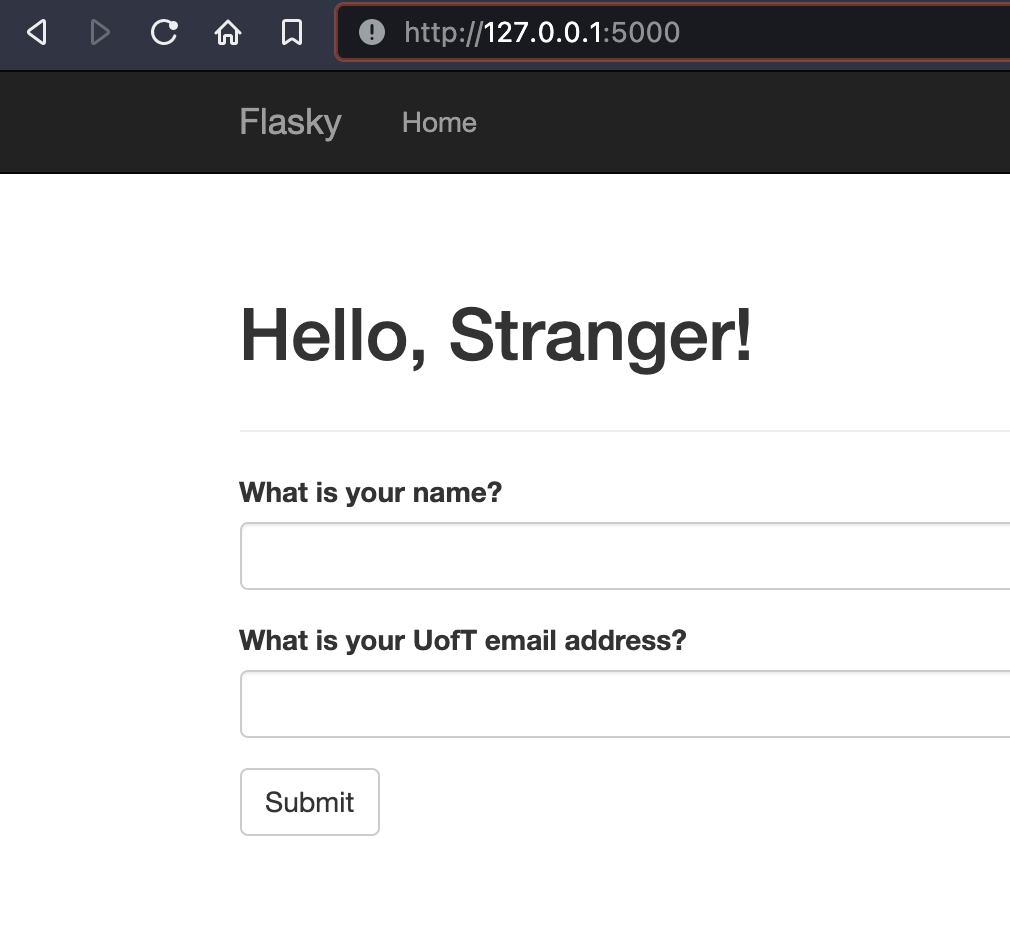 http://127.0.0.1:5000
Flasky Home
Hello, Stranger!
What is your name?
What is your UofT email address?
Submit